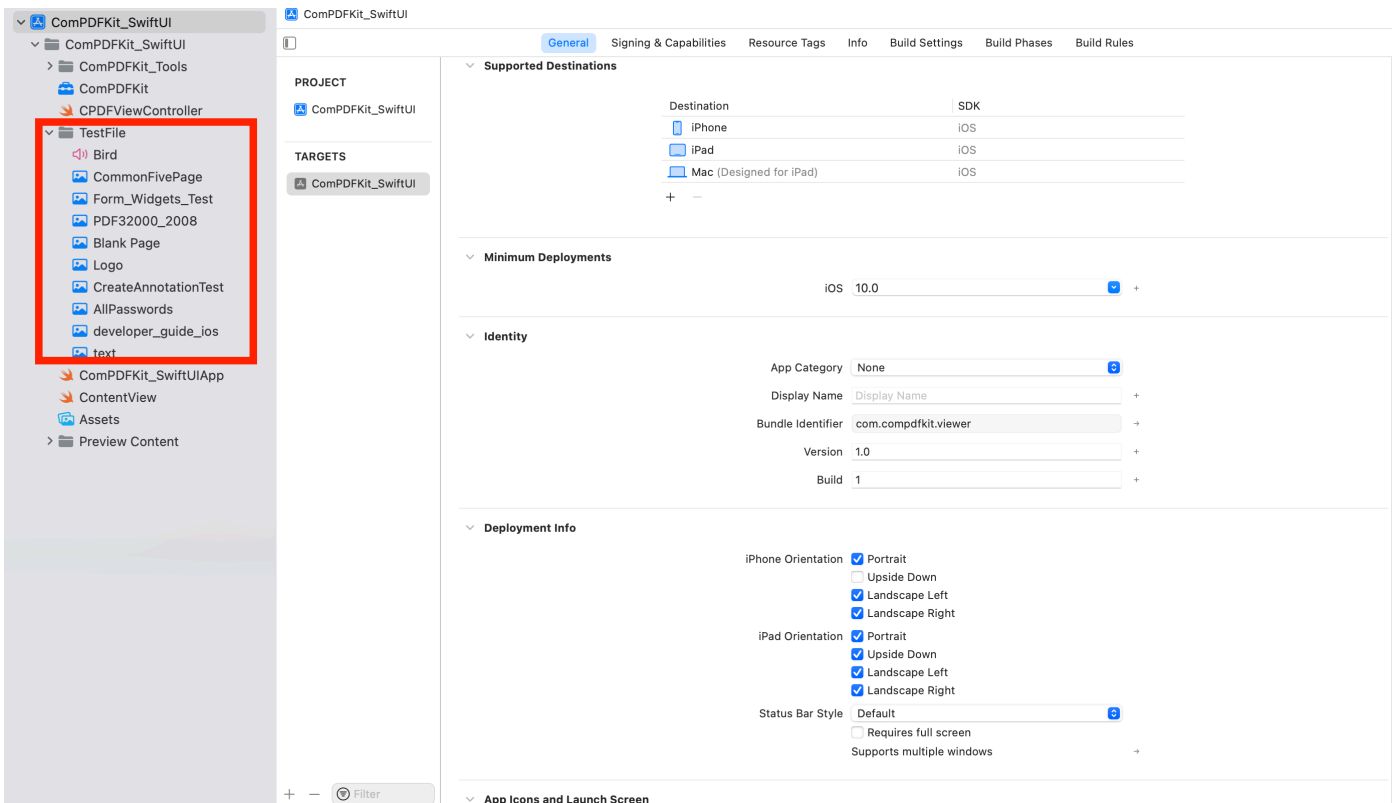 ComPDFKit_SwiftUI
ComPDFKit_SwiftUI
ComPDFKit_Tools
ComPDFKit
CPDFViewController
TestFile
Bird
CommonFivePage
Form_Widgets_Test
PDF32000_2008
Blank Page
Logo
CreateAnnotationTest
AllPasswords
developer_guide_ios
text
ComPDFKit_SwiftUIApp
ContentView
Assets
Preview Content
ComPDFKit_SwiftUI
General Signing & Capabilities Resource Tags Info Build Settings Build Phases Build Rules
PROJECT
ComPDFKit_SwiftUI
TARGETS
ComPDFKit_SwiftUI
Filter
Supported Destinations
Destination SDK
iPhone iOS
iPad iOS
Mac (Designed for iPad) iOS
Minimum Deployments
iOS 10.0
Identity
App Category None
Display Name Display Name
Bundle Identifier com.compdfkit.viewer
Version 1.0
Build 1
Deployment Info
iPhone Orientation Portrait
Upside Down
Landscape Left
Landscape Right
iPad Orientation Portrait
Upside Down
Landscape Left
Landscape Right
Status Bar Style Default
Requires full screen
Supports multiple windows
App Icons and Launch Screen